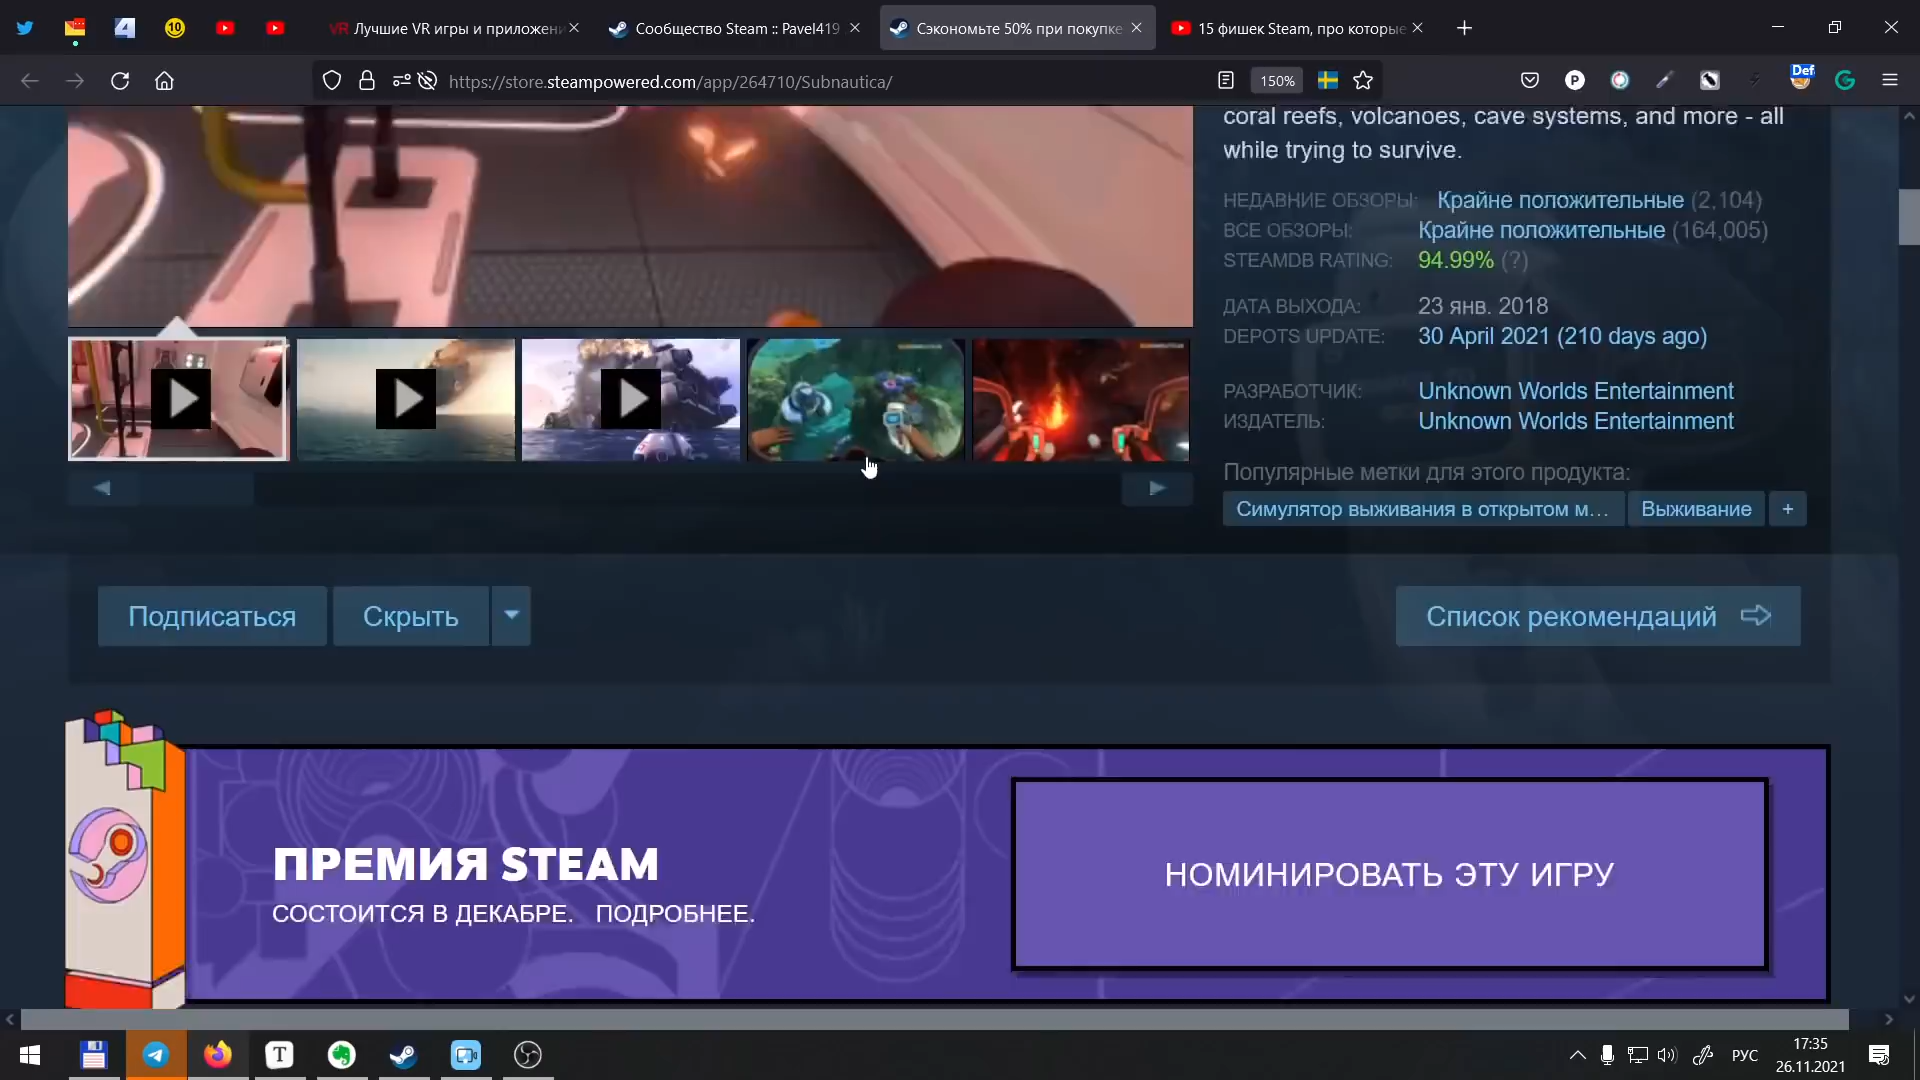 10
VR Лучшие VR игры и приложени
Сообщество Steam :: Pavel419
Сэкономьте 50% при покупке
15 фишек Steam, про которые
https://store.steampowered.com/app/264710/Subnautica/
150%
P
Def
coral reefs, volcanoes, cave systems, and more - all
while trying to survive.
НЕДАВНИЕ ОБЗОРЫ: Крайне положительные (2,104)
ВСЕ ОБЗОРЫ: Крайне положительные (164,005)
STEAMDB RATING: 94.99% (?)
ДАТА ВЫХОДА: 23 янв. 2018
DEPOTS UPDATE: 30 April 2021 (210 days ago)
РАЗРАБОТЧИК: Unknown Worlds Entertainment
ИЗДАТЕЛЬ: Unknown Worlds Entertainment
Популярные метки для этого продукта:
Симулятор выживания в открытом м... Выживание +
Подписаться Скрыть
Список рекомендаций
ПРЕМИЯ STEAM
СОСТОИТСЯ В ДЕКАБРЕ. ПОДРОБНЕЕ.
НОМИНИРОВАТЬ ЭТУ ИГРУ
T
РУС
17:35
26.11.2021